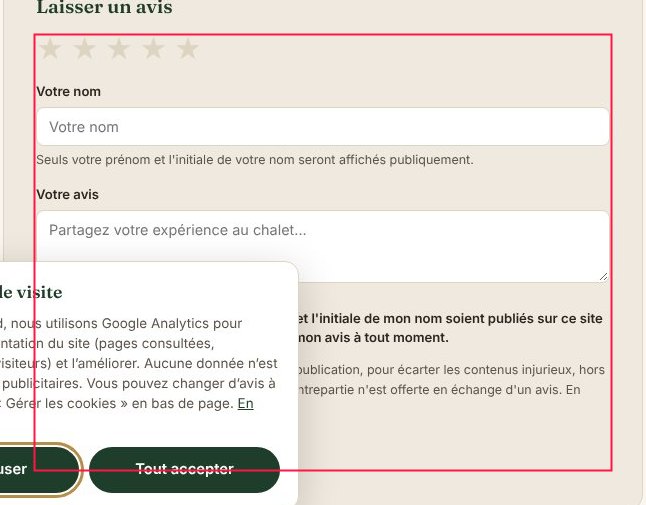 Laisser un avis
Votre nom
Votre nom
Seuls votre prénom et l'initiale de votre nom seront affichés publiquement.
Votre avis
Partagez votre expérience au chalet...
et l'initiale de mon nom soient publiés sur ce site
mon avis à tout moment.
publication, pour écarter les contenus injurieux, hors
ntrepartie n'est offerte en échange d'un avis. En
le visite
d, nous utilisons Google Analytics pour
ntation du site (pages consultées,
visiteurs) et l'améliorer. Aucune donnée n'est
publicitaires. Vous pouvez changer d'avis à
« Gérer les cookies » en bas de page. En
user
Tout accepter